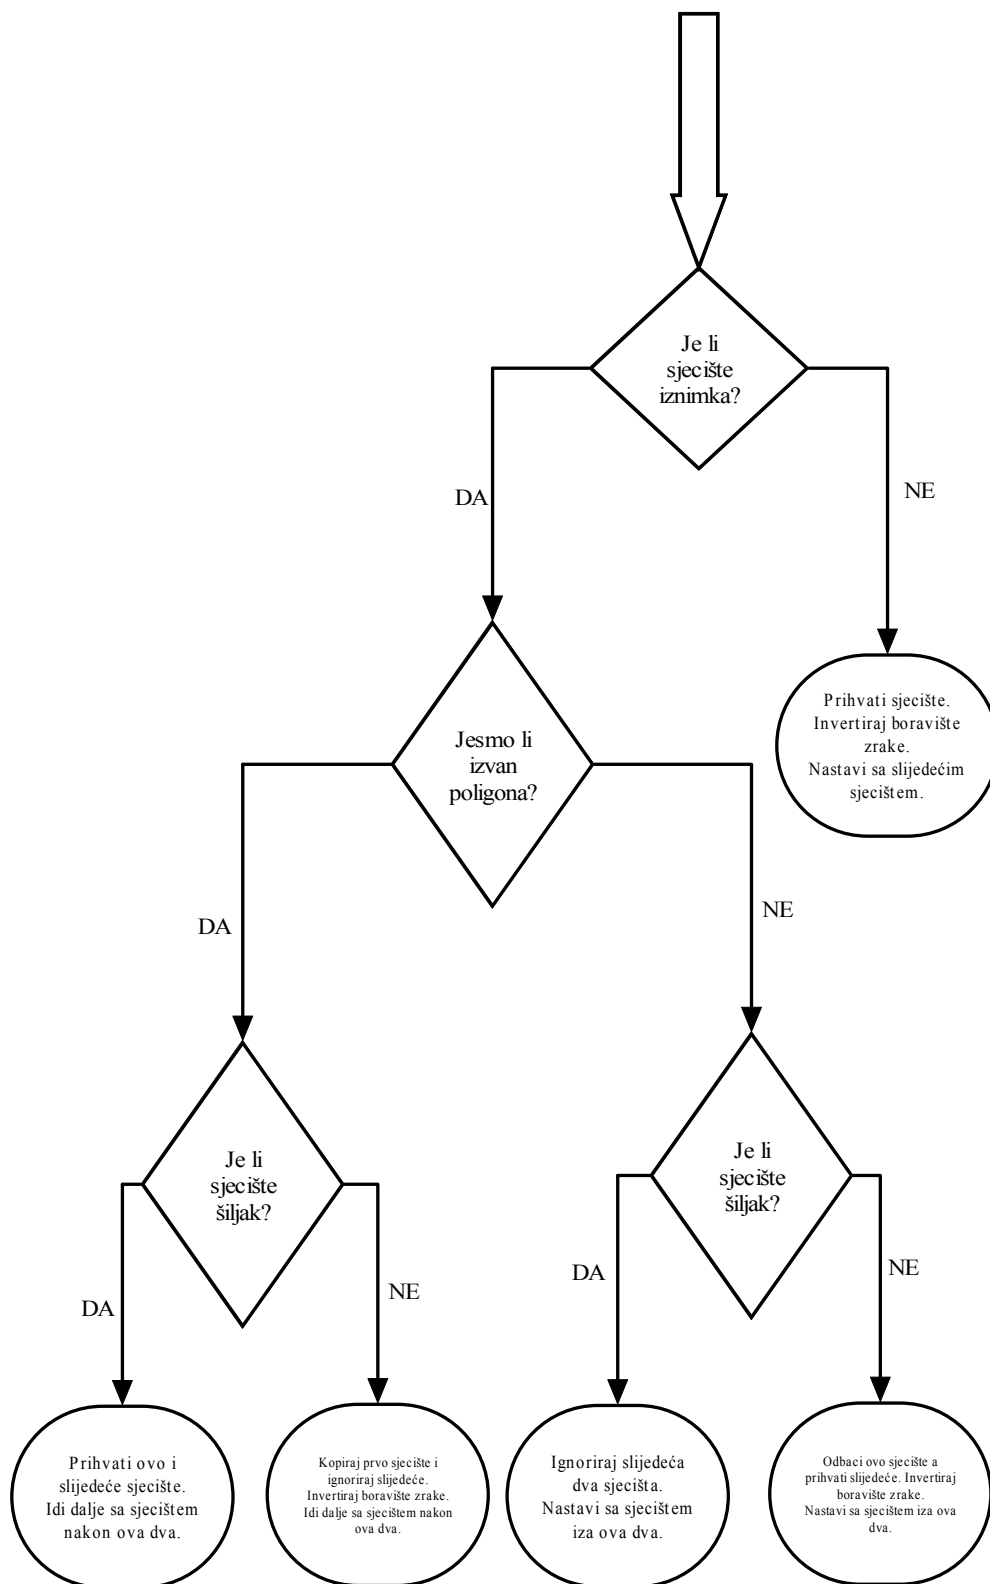 Je li
sjecište
iznimka?
DA
NE
Prihvati sjecište.
Invertiraj boravište
zrake.
Nastavi sa slijedećim
sjecištem.
Jesmo li
izvan
poligona?
DA
NE
Je li
sjecište
šiljak?
Je li
sjecište
šiljak?
DA
NE
DA
NE
Prihvati ovo i
slijedeće sjecište.
Idi dalje sa sjecištem
nakon ova dva.
Kopiraj prvo sjecište i
ignoriraj slijedeće.
Invertiraj boravište zrake.
Idi dalje sa sjecištem nakon
ova dva.
Ignoriraj slijedeća
dva sjecišta.
Nastavi sa sjecištem
iza ova dva.
Odbaci ovo sjecište a
prihvati slijedeće. Invertiraj
boravište zrake.
Nastavi sa sjecištem iza ova
dva.